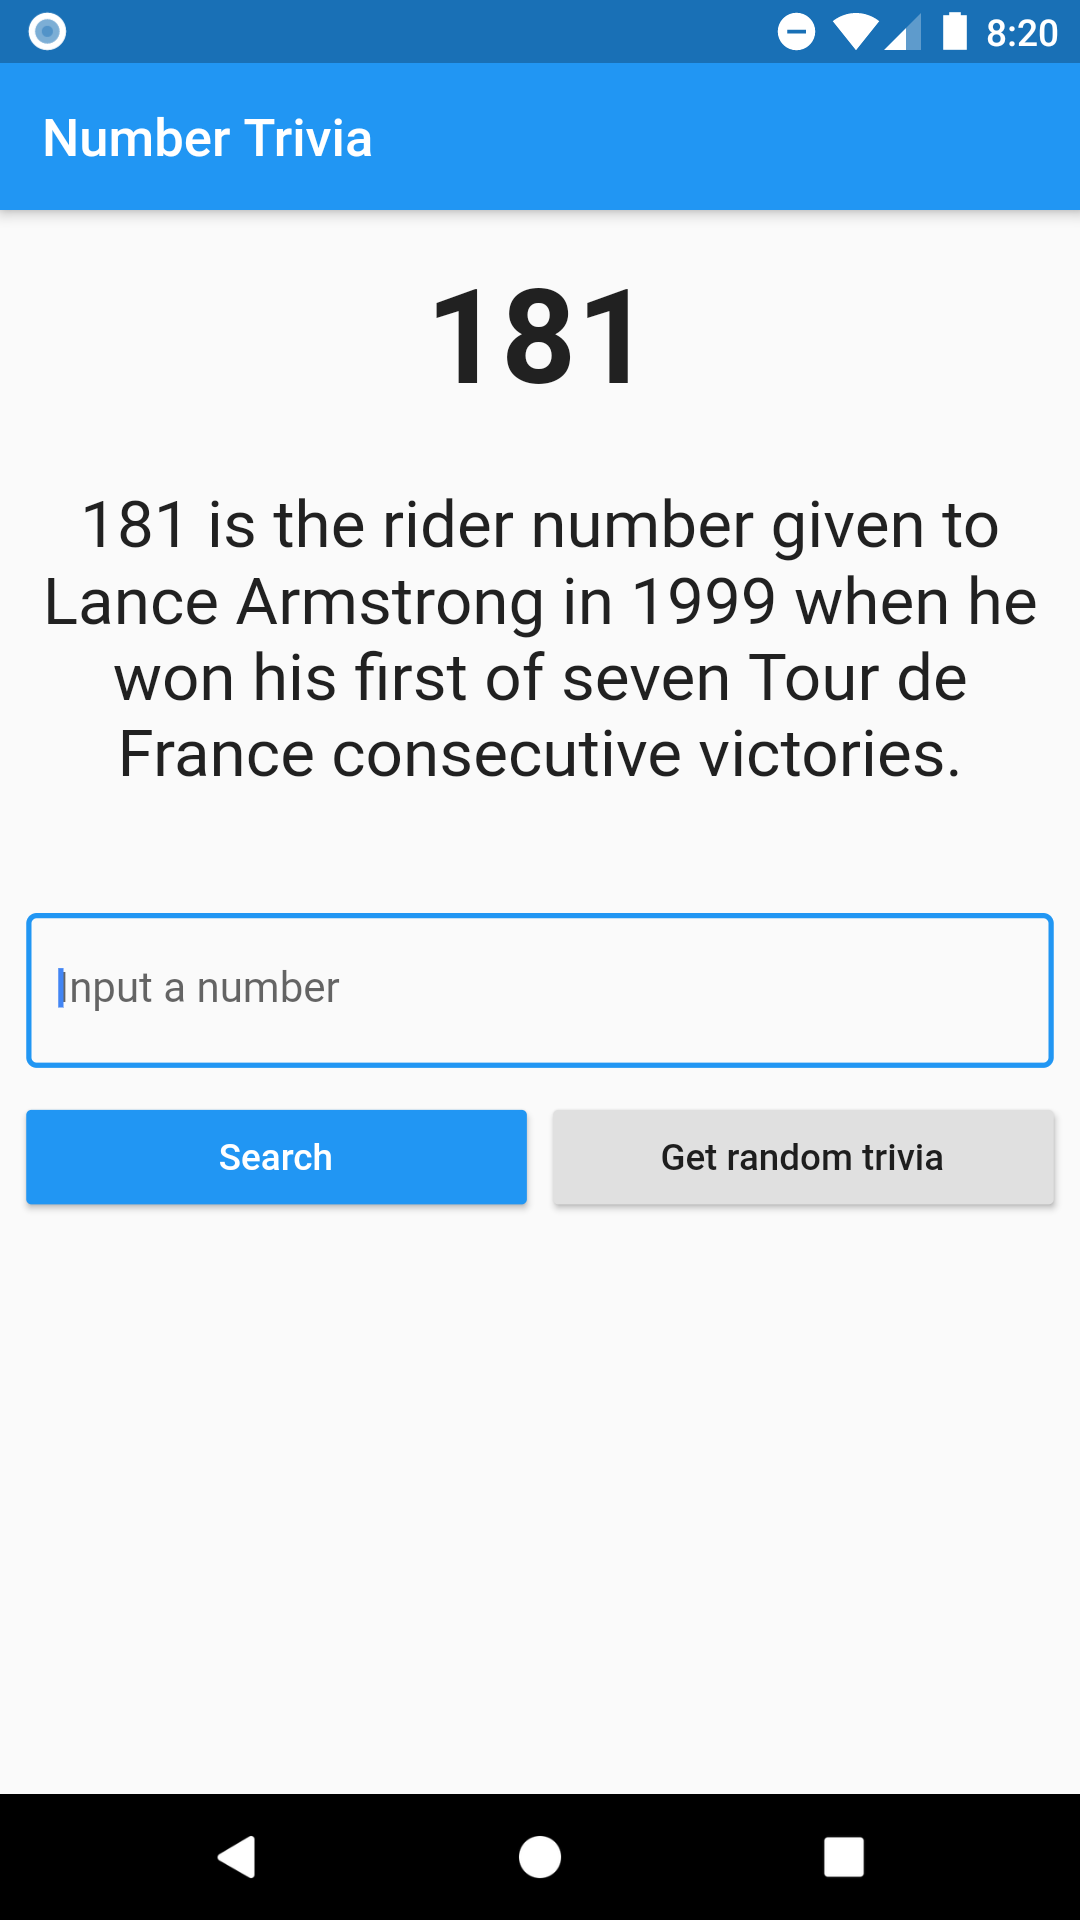 8:20
Number Trivia
181
181 is the rider number given to
Lance Armstrong in 1999 when he
won his first of seven Tour de
France consecutive victories.
Input a number
Search
Get random trivia